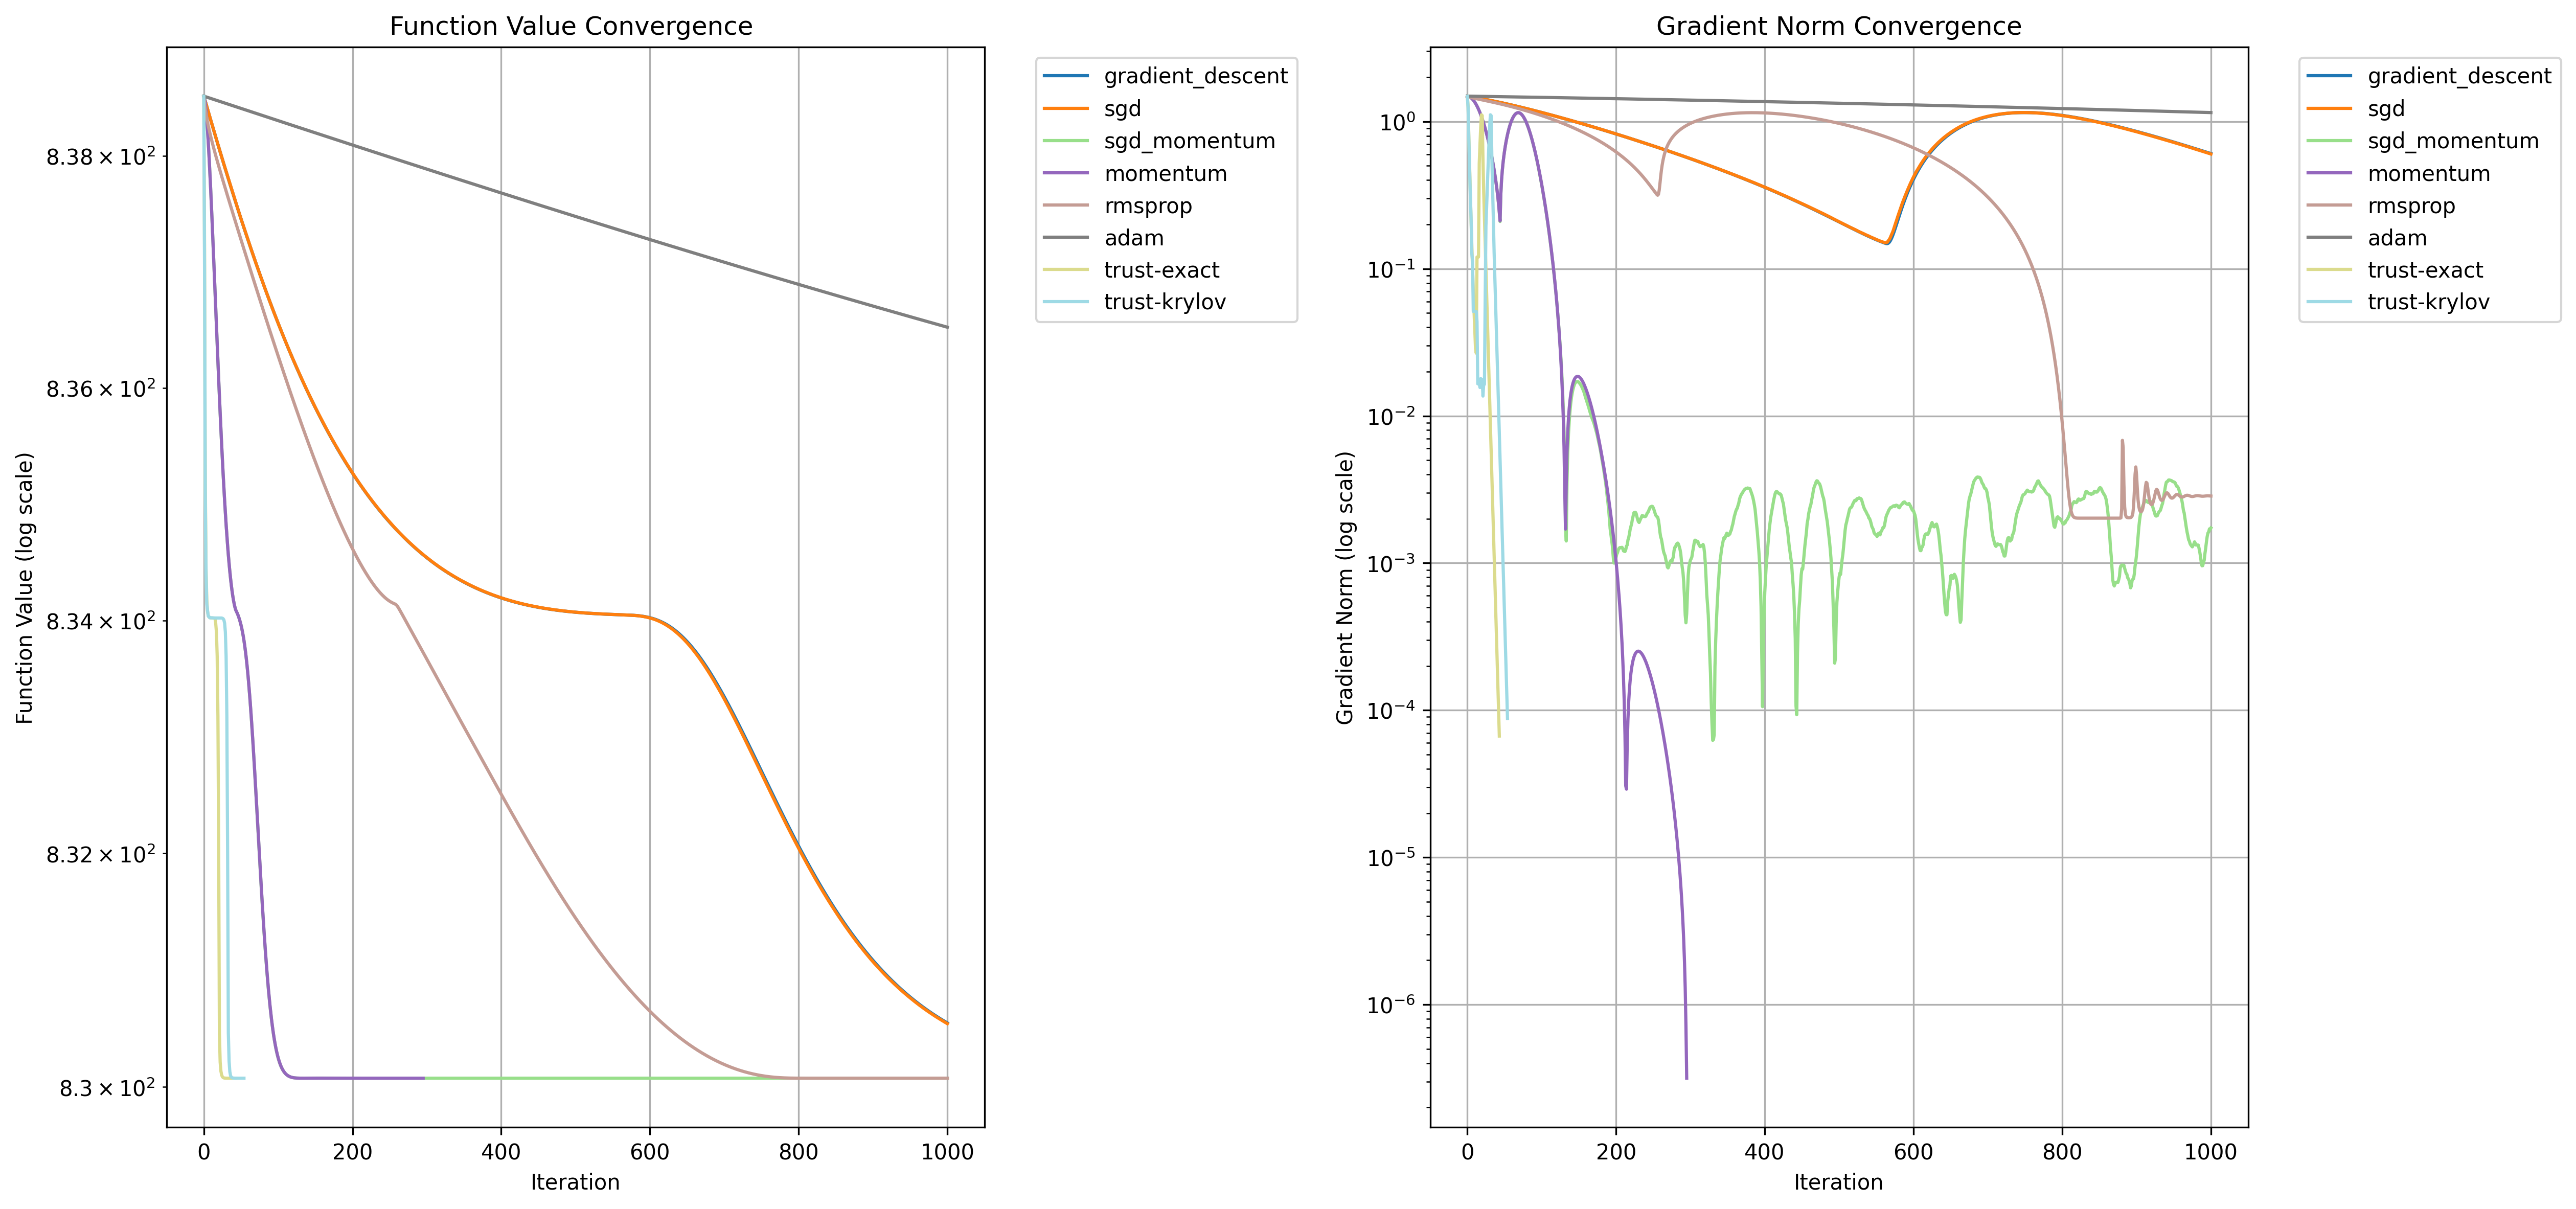 Function Value Convergence
Function Value (log scale)
8.38 × 10²
8.36 × 10²
8.34 × 10²
8.32 × 10²
8.3 × 10²
0 200 400 600 800 1000
Iteration
gradient_descent
sgd
sgd_momentum
momentum
rmsprop
adam
trust-exact
trust-krylov
Gradient Norm Convergence
Gradient Norm (log scale)
10⁰
10⁻¹
10⁻²
10⁻³
10⁻⁴
10⁻⁵
10⁻⁶
0 200 400 600 800 1000
Iteration
gradient_descent
sgd
sgd_momentum
momentum
rmsprop
adam
trust-exact
trust-krylov